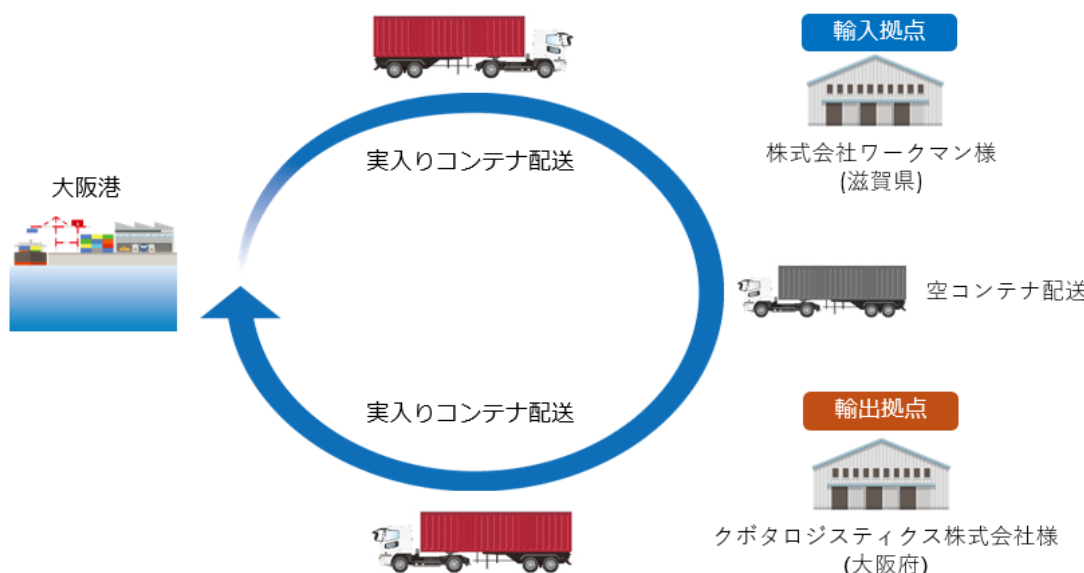 輸入拠点
株式会社ワークマン様
(滋賀県)
実入りコンテナ配送
大阪港
空コンテナ配送
実入りコンテナ配送
輸出拠点
クボタロジスティクス株式会社様
(大阪府)